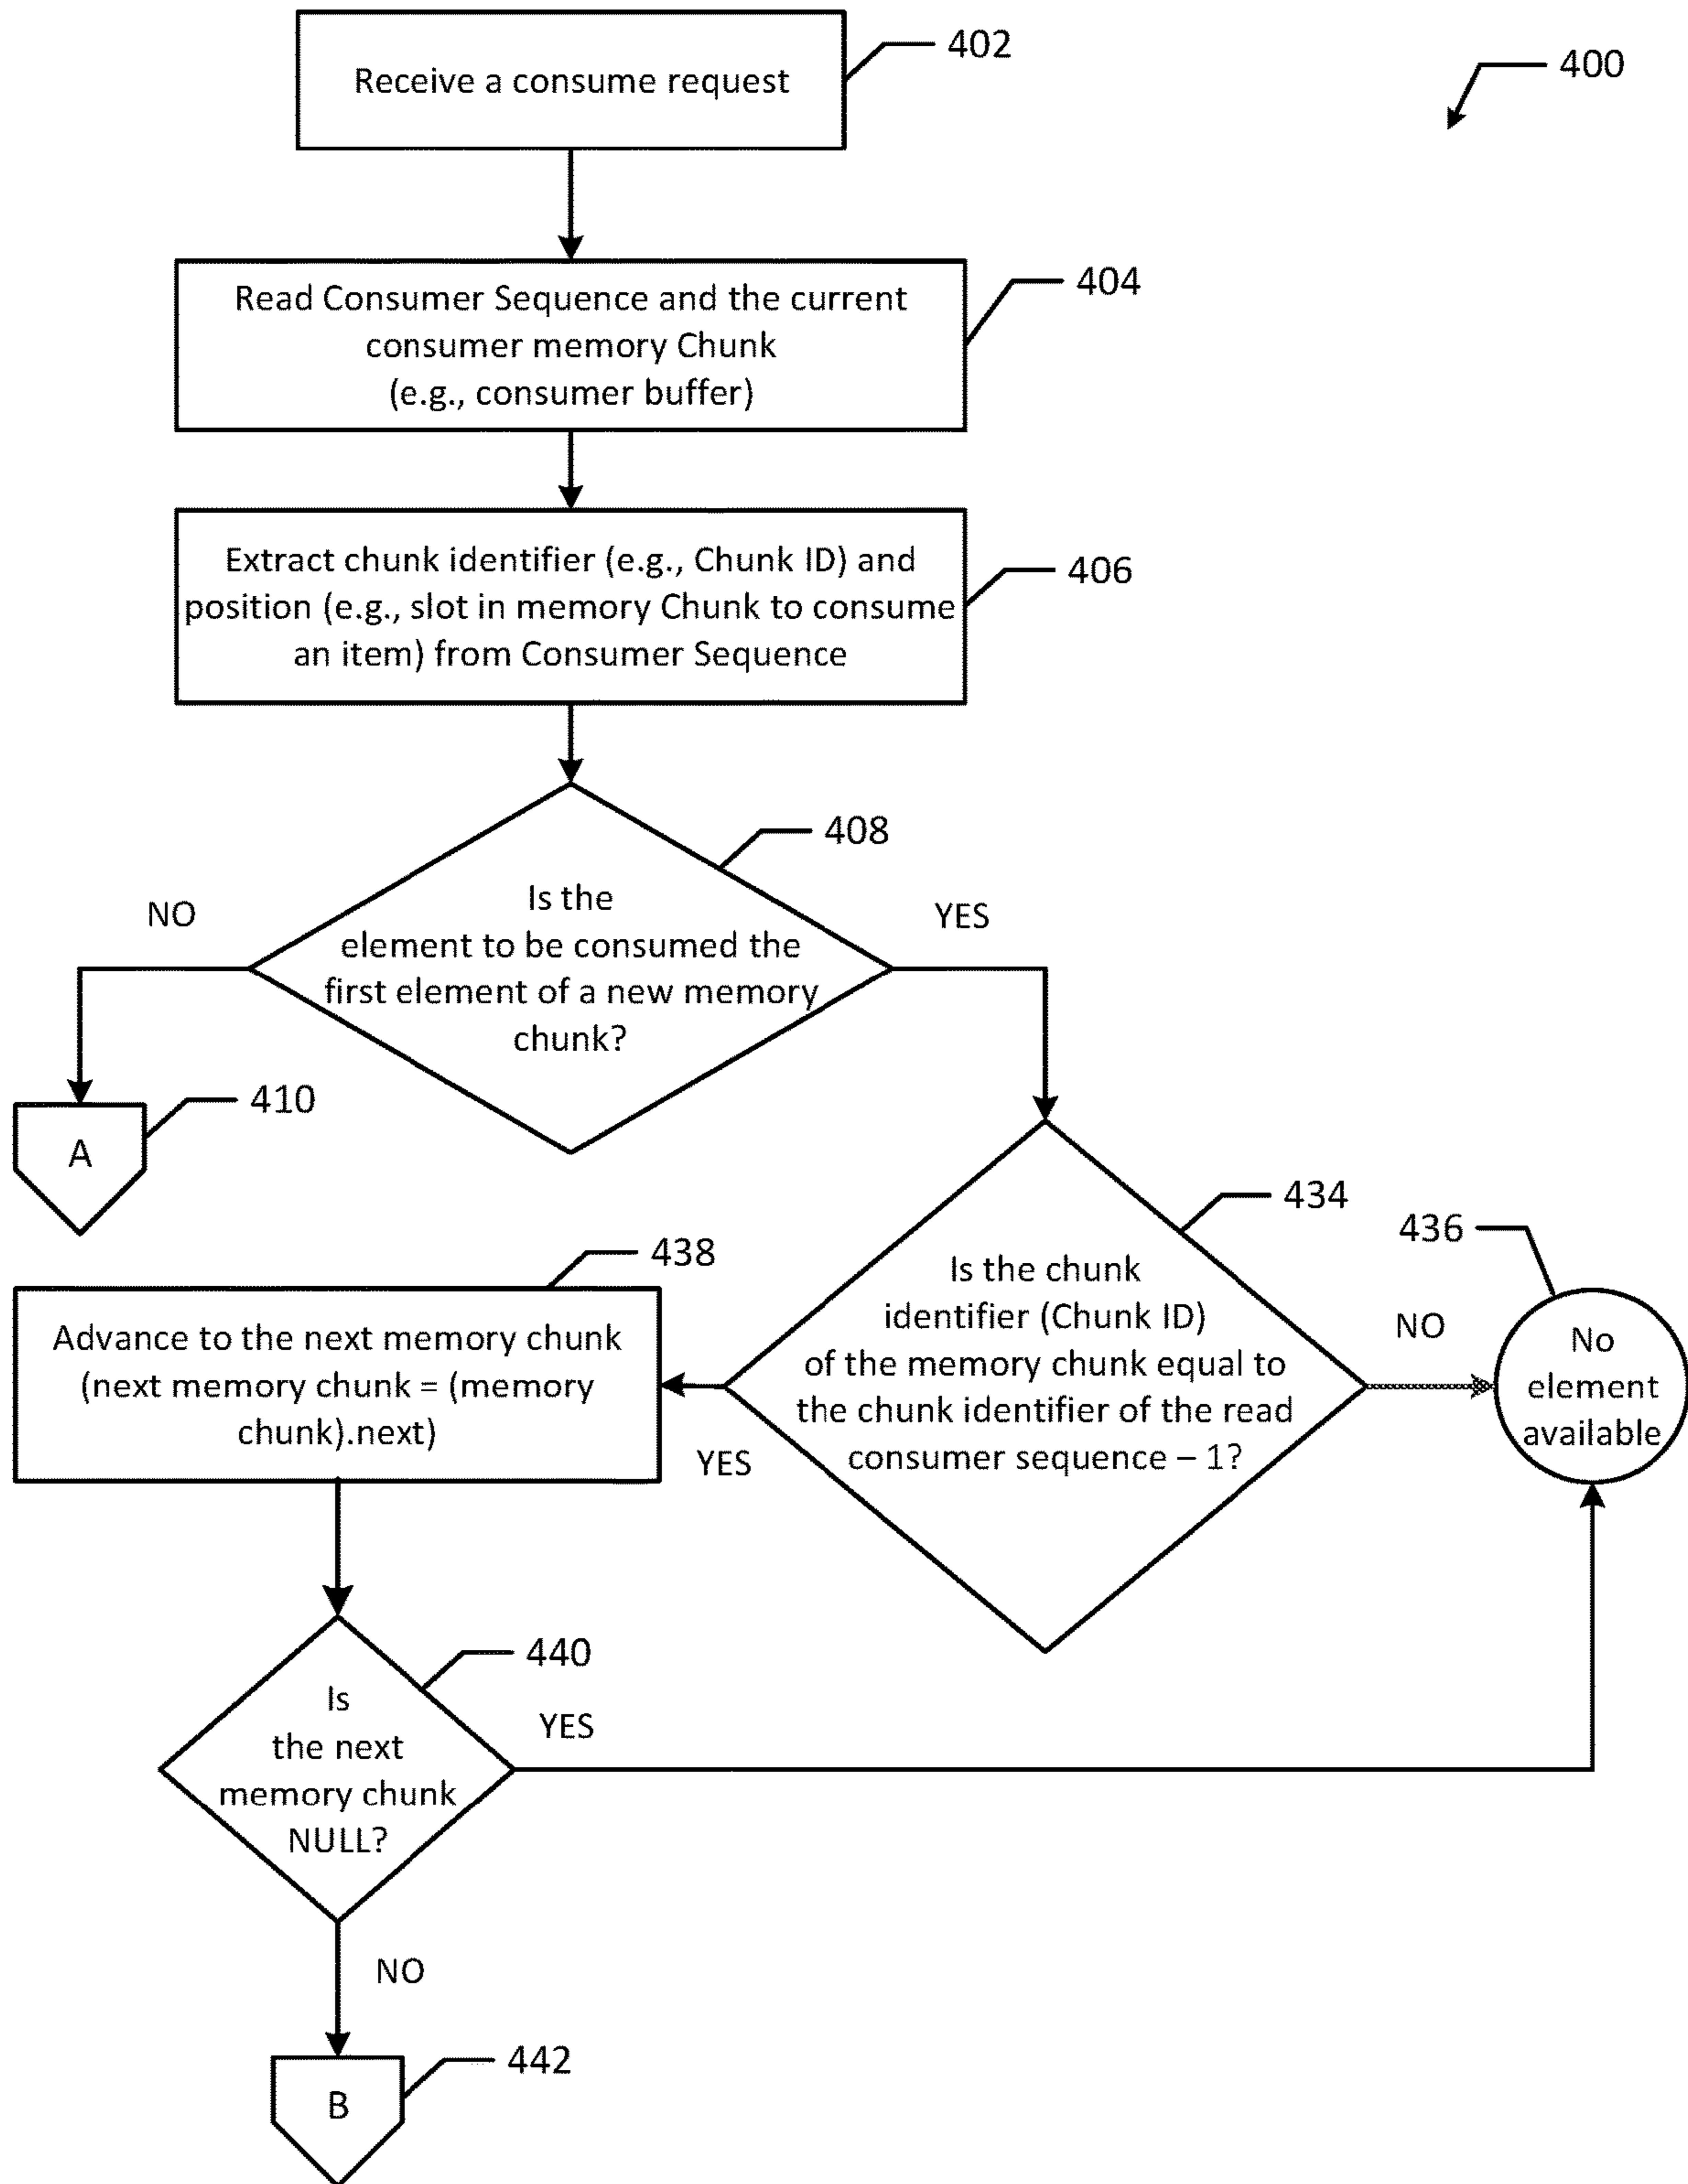 402
400
Receive a consume request
404
Read Consumer Sequence and the current
consumer memory Chunk
(e.g., consumer buffer)
406
Extract chunk identifier (e.g., Chunk ID) and
position (e.g., slot in memory Chunk to consume
an item) from Consumer Sequence
408
NO
YES
Is the
element to be consumed the
first element of a new memory
chunk?
410
A
434
436
438
Is the chunk
identifier (Chunk ID)
of the memory chunk equal to
the chunk identifier of the read
consumer sequence – 1?
NO
No
element
available
Advance to the next memory chunk
(next memory chunk = (memory
chunk).next)
YES
440
Is
the next
memory chunk
NULL?
YES
NO
442
B